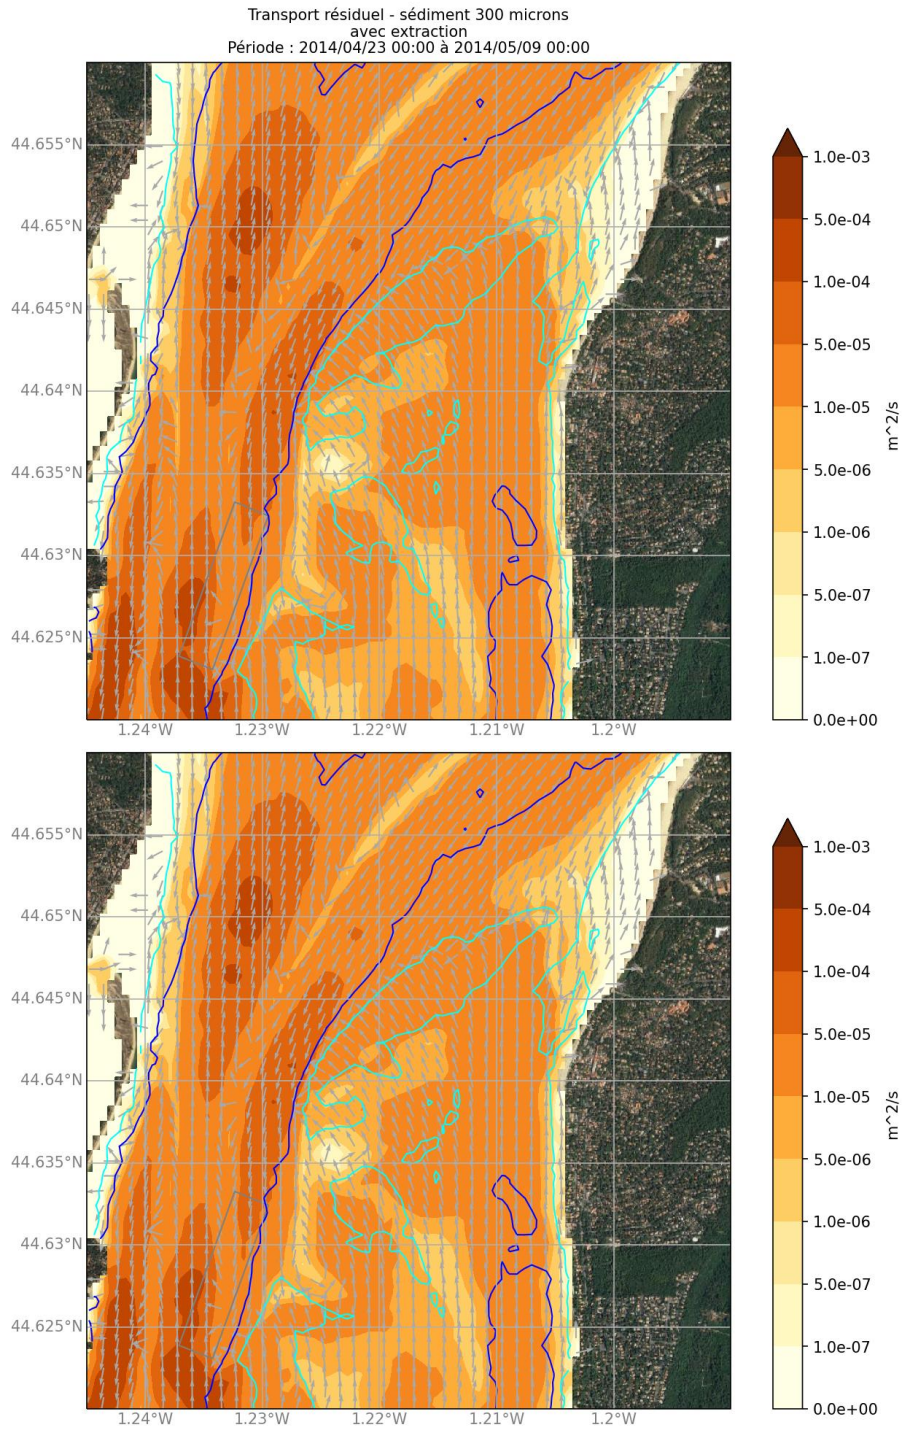 Transport résiduel - sédiment 300 microns
avec extraction
Période : 2014/04/23 00:00 à 2014/05/09 00:00
44.655°N
44.65°N
44.645°N
44.64°N
44.635°N
44.63°N
44.625°N
1.24°W
1.23°W
1.22°W
1.21°W
1.2°W
1.0e-03
5.0e-04
1.0e-04
5.0e-05
1.0e-05
5.0e-06
1.0e-06
5.0e-07
1.0e-07
0.0e+00
m^2/s
44.655°N
44.65°N
44.645°N
44.64°N
44.635°N
44.63°N
44.625°N
1.24°W
1.23°W
1.22°W
1.21°W
1.2°W
1.0e-03
5.0e-04
1.0e-04
5.0e-05
1.0e-05
5.0e-06
1.0e-06
5.0e-07
1.0e-07
0.0e+00
m^2/s